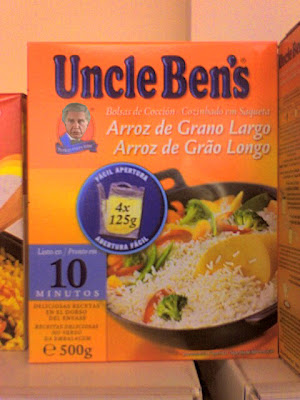 Uncle Ben's
Bolsas de Cocción / Cozinhado em Saqueta
Arroz de Grano Largo
Arroz de Grão Longo
FÁCIL APERTURA
4x
125g
ABERTURA FÁCIL
Listo en / Pronto em
10
MINUTOS
DELICIOSAS RECETAS
EN EL DORSO
DEL ENVASE
RECEITAS DELICIOSAS
NO VERSO
DA EMBALAGEM
e 500g